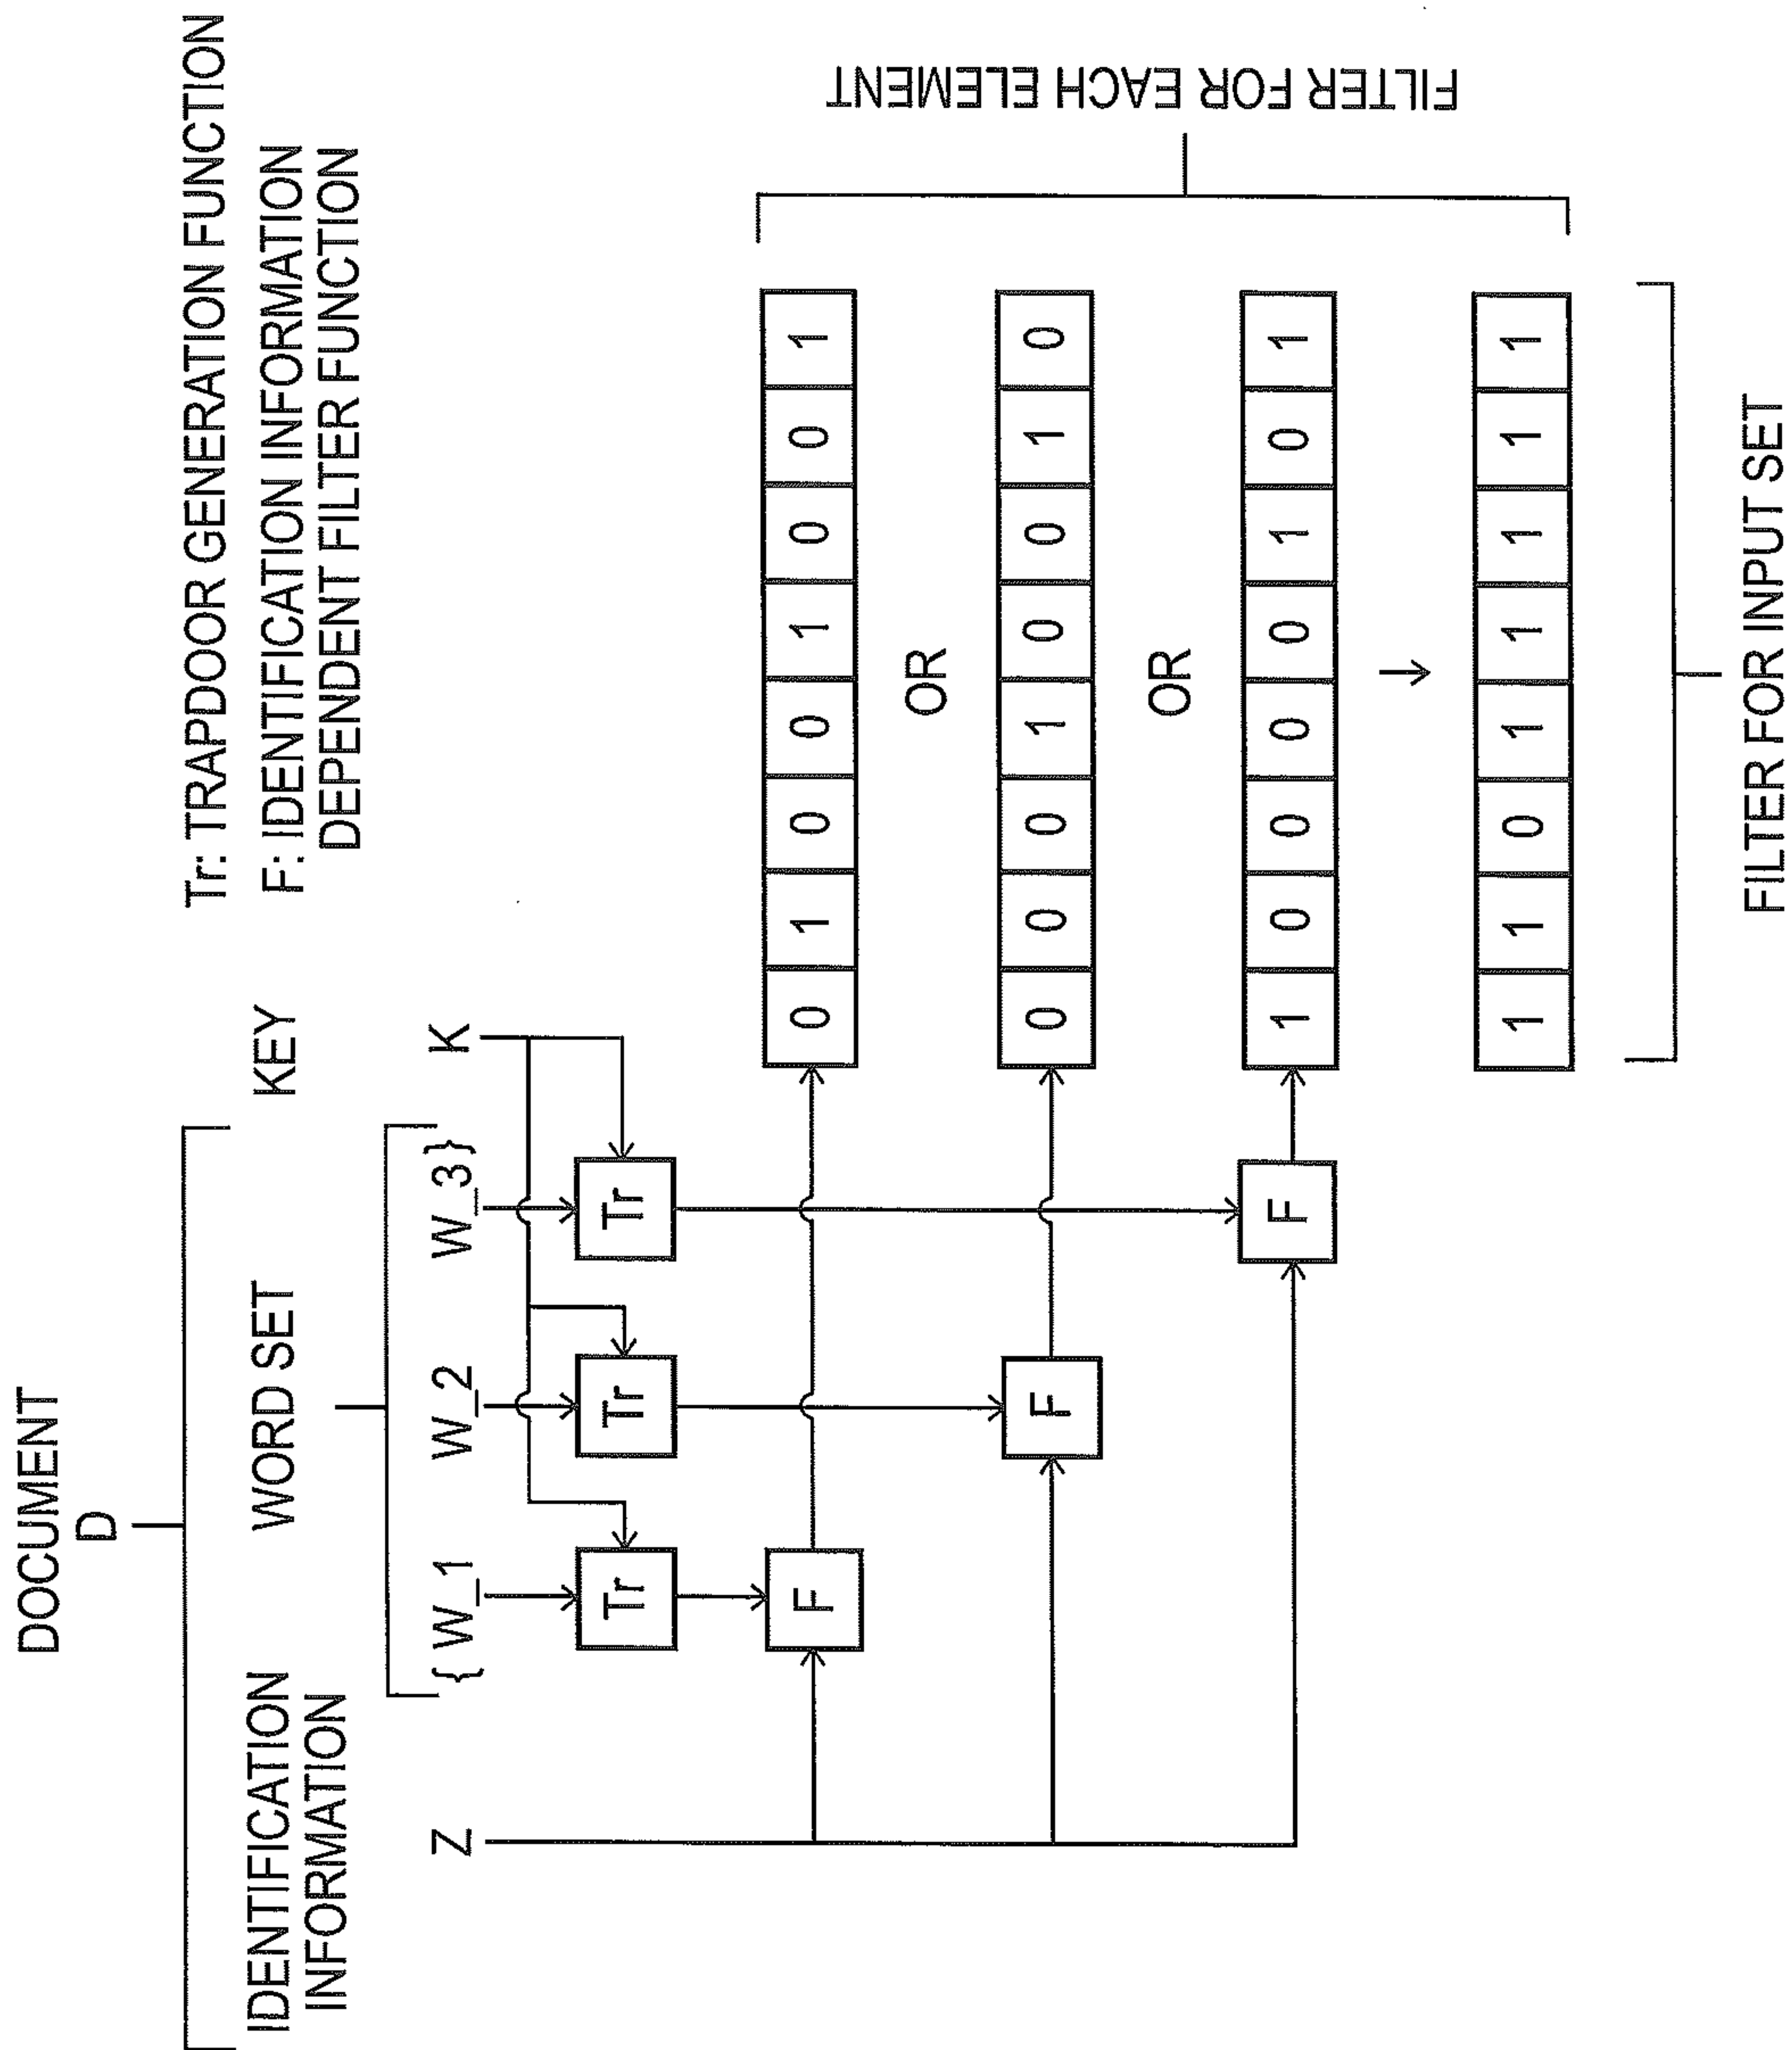 DOCUMENT
D
Tr: TRAPDOOR GENERATION FUNCTION
F: IDENTIFICATION INFORMATION
DEPENDENT FILTER FUNCTION
IDENTIFICATION
INFORMATION
WORD SET
KEY
Z
{ W_1 W_2 W_3 }
K
Tr Tr Tr
F
0 1 0 0 1 0 0 1
OR
F
0 0 0 1 0 0 1 0
OR
F
1 0 0 0 0 1 0 1
1 1 0 1 1 1 1 1
FILTER FOR EACH ELEMENT
FILTER FOR INPUT SET